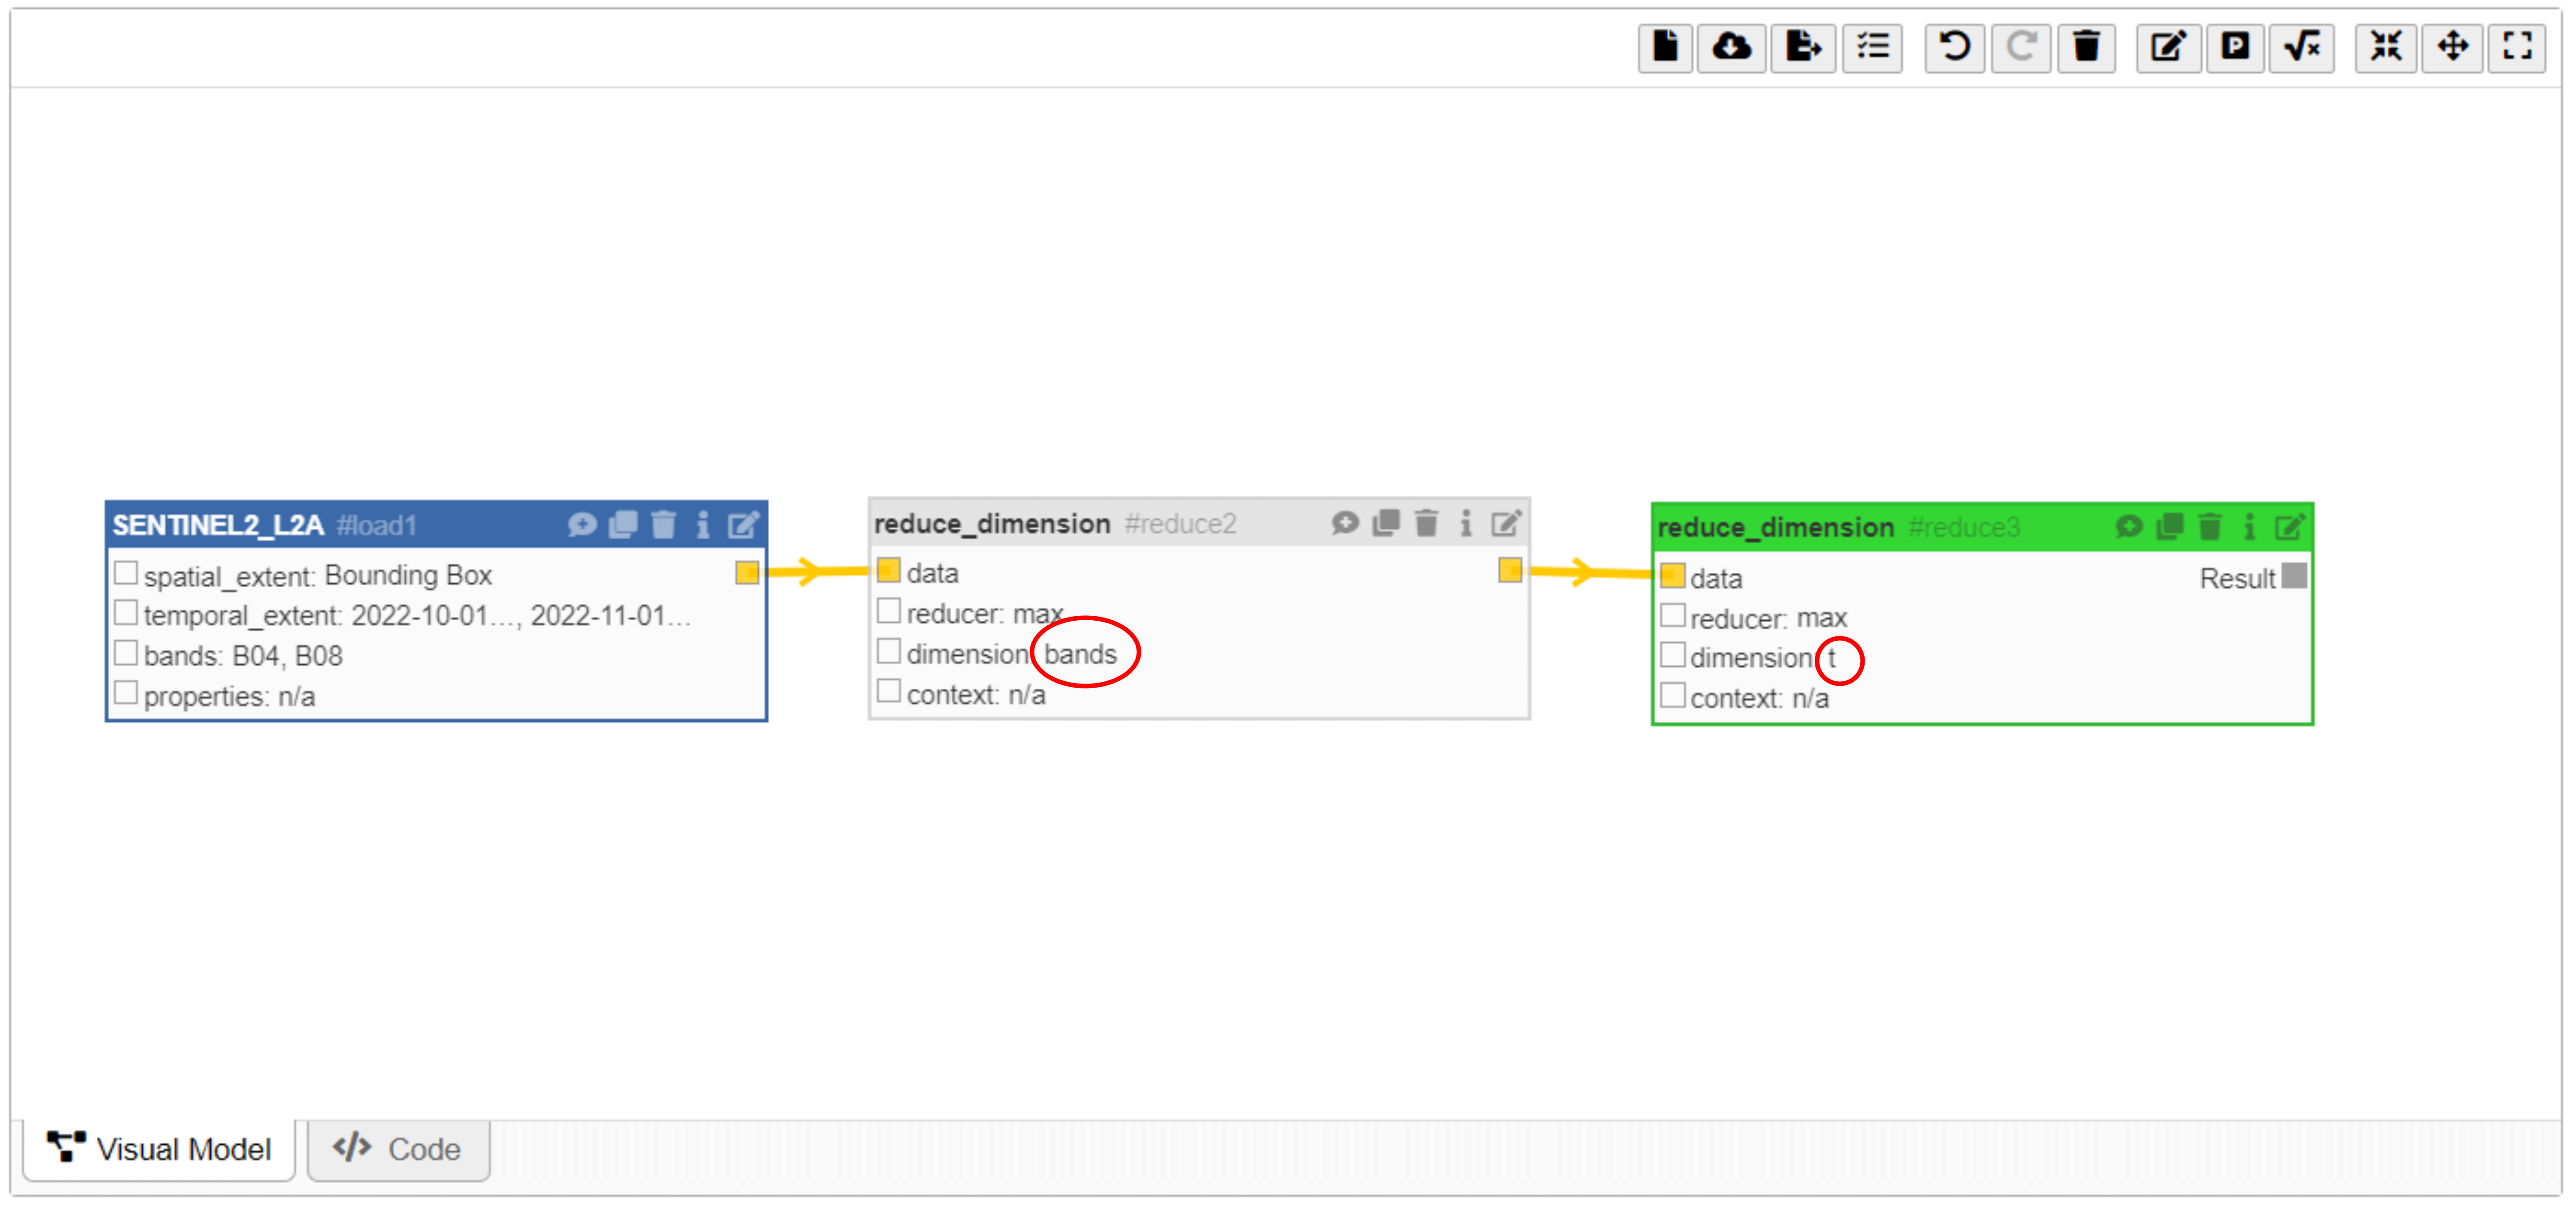 SENTINEL2_L2A #load1
spatial_extent: Bounding Box
temporal_extent: 2022-10-01..., 2022-11-01...
bands: B04, B08
properties: n/a
reduce_dimension #reduce2
data
reducer: max
dimension: bands
context: n/a
reduce_dimension #reduce3
data
Result
reducer: max
dimension: t
context: n/a
Visual Model
</> Code